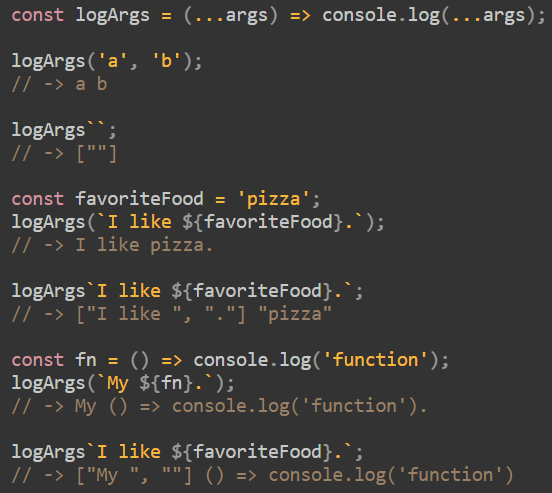 const logArgs = (...args) => console.log(...args);
logArgs('a', 'b');
// -> a b
logArgs``;
// -> [""]
const favoriteFood = 'pizza';
logArgs(`I like ${favoriteFood}.`);
// -> I like pizza.
logArgs`I like ${favoriteFood}.`;
// -> ["I like ", "."] "pizza"
const fn = () => console.log('function');
logArgs(`My ${fn}.`);
// -> My () => console.log('function').
logArgs`I like ${favoriteFood}.`;
// -> ["My ", ""] () => console.log('function')